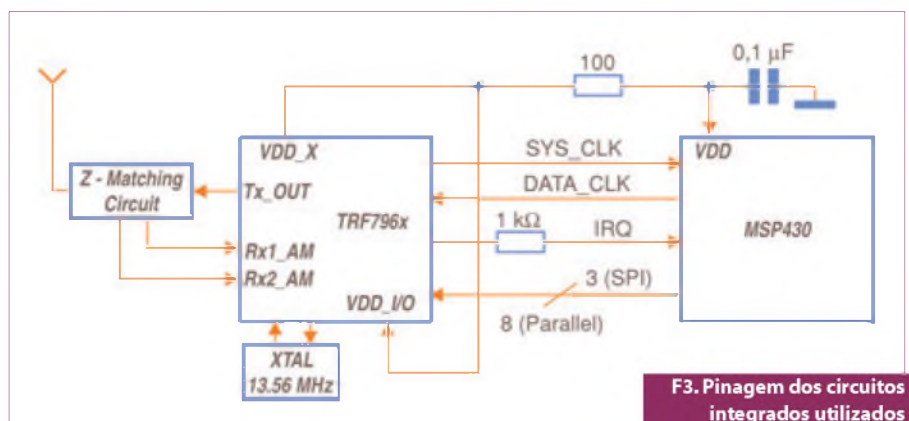 100
0,1 µF
VDD_X
SYS_CLK
VDD
Z - Matching
Circuit
Tx_OUT
DATA_CLK
TRF796x
1 kΩ
IRQ
MSP430
Rx1_AM
Rx2_AM
3 (SPI)
VDD_I/O
8 (Parallel)
XTAL
13.56 MHz
F3. Pinagem dos circuitos
integrados utilizados